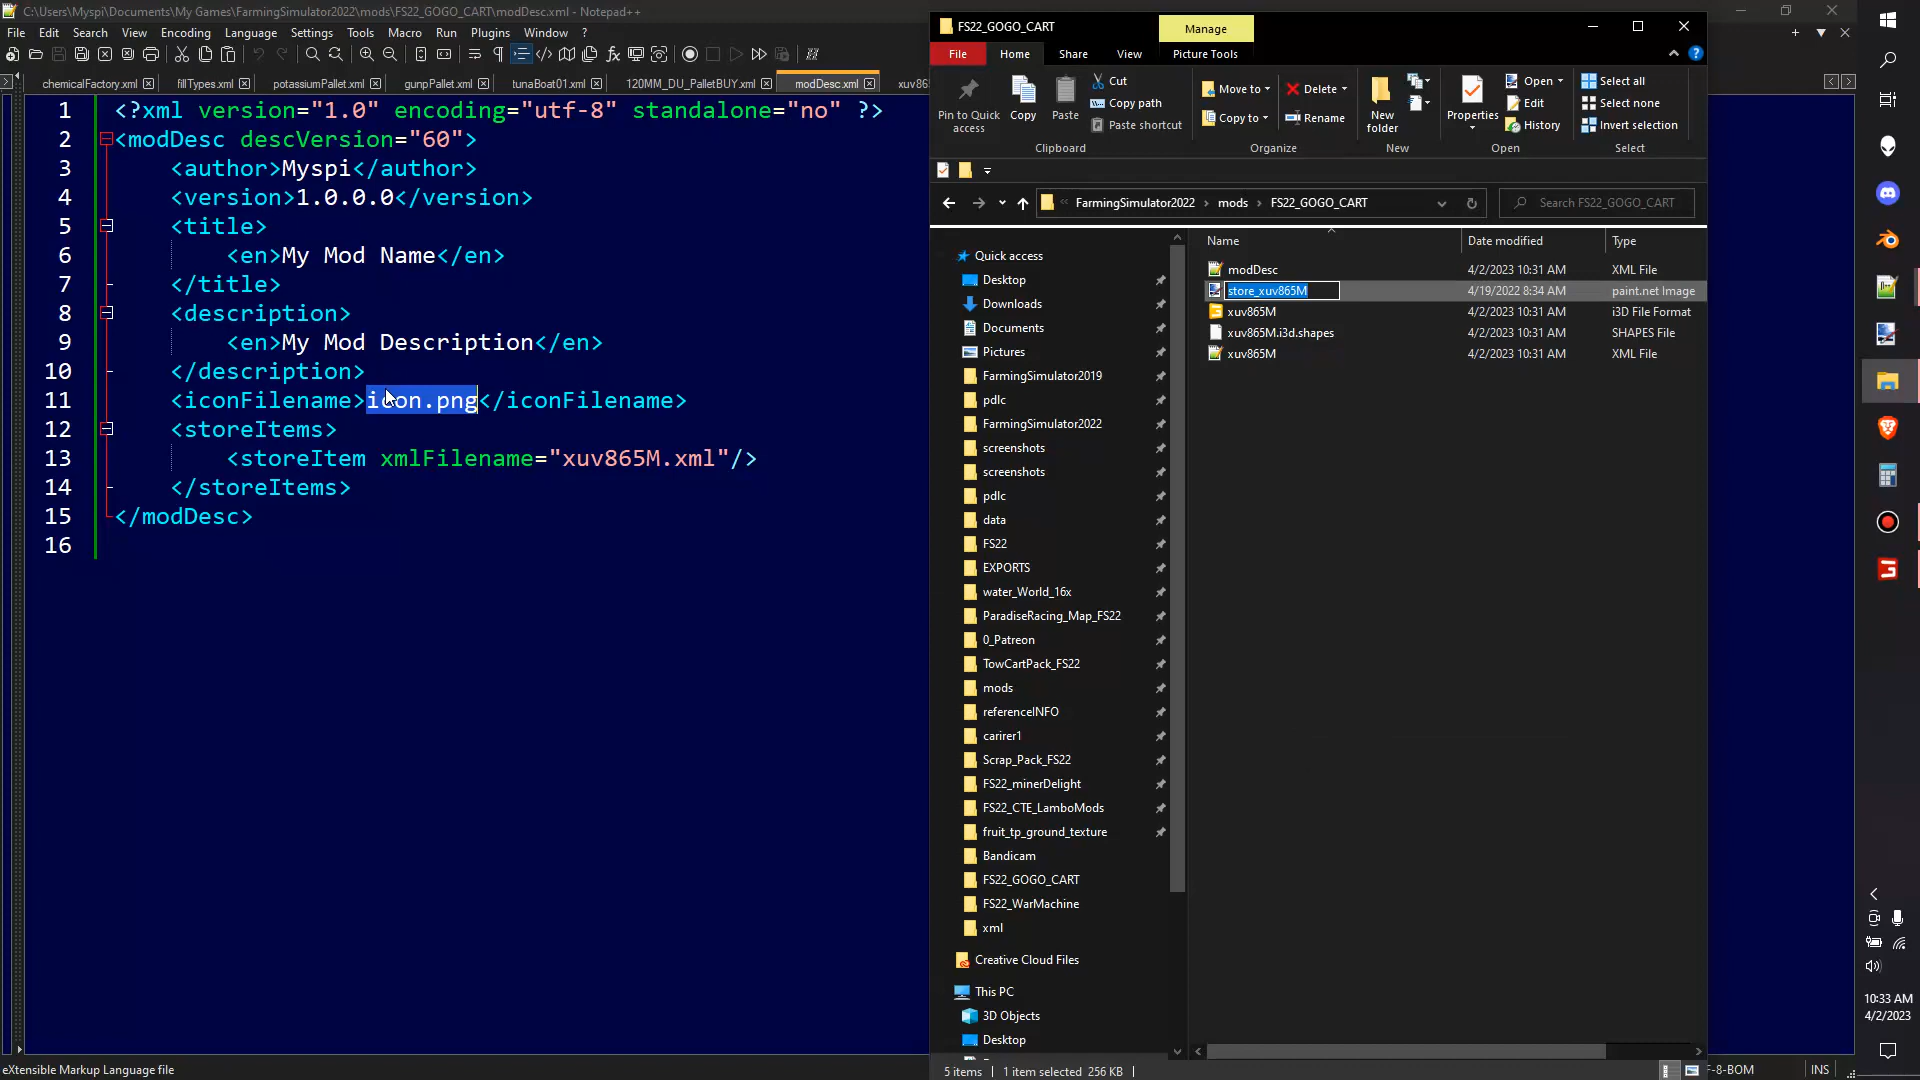 C:\Users\Myspi\Documents\My Games\FarmingSimulator2022\mods\FS22_GOGO_CART\modDesc.xml - Notepad++
File Edit Search View Encoding Language Settings Tools Macro Run Plugins Window ?
chemicalFactory.xml fillTypes.xml potassiumPallet.xml gunpPallet.xml tunaBoat01.xml 120MM_DU_PalletBUY.xml modDesc.xml xuv86
1 <?xml version="1.0" encoding="utf-8" standalone="no" ?>
2 <modDesc descVersion="60">
3 <author>Myspi</author>
4 <version>1.0.0.0</version>
5 <title>
6 <en>My Mod Name</en>
7 </title>
8 <description>
9 <en>My Mod Description</en>
10 </description>
11 <iconFilename>icon.png</iconFilename>
12 <storeItems>
13 <storeItem xmlFilename="xuv865M.xml"/>
14 </storeItems>
15 </modDesc>
16
eXtensible Markup Language file
F-8-BOM INS
FS22_GOGO_CART
Manage
File Home Share View Picture Tools
Pin to Quick access
Copy
Paste
Cut
Copy path
Paste shortcut
Clipboard
Move to
Copy to
Delete
Rename
Organize
New folder
New
Properties
Open
Edit
History
Open
Select all
Select none
Invert selection
Select
FarmingSimulator2022 > mods > FS22_GOGO_CART
Search FS22_GOGO_CART
Quick access
Desktop
Downloads
Documents
Pictures
FarmingSimulator2019
pdlc
FarmingSimulator2022
screenshots
screenshots
pdlc
data
FS22
EXPORTS
water_World_16x
ParadiseRacing_Map_FS22
0_Patreon
TowCartPack_FS22
mods
referenceINFO
carirer1
Scrap_Pack_FS22
FS22_minerDelight
FS22_CTE_LamboMods
fruit_tp_ground_texture
Bandicam
FS22_GOGO_CART
FS22_WarMachine
xml
Creative Cloud Files
This PC
3D Objects
Desktop
Name Date modified Type
modDesc 4/2/2023 10:31 AM XML File
store_xuv865M 4/19/2022 8:34 AM paint.net Image
xuv865M 4/2/2023 10:31 AM i3D File Format
xuv865M.i3d.shapes 4/2/2023 10:31 AM SHAPES File
xuv865M 4/2/2023 10:31 AM XML File
5 items 1 item selected 256 KB
10:33 AM
4/2/2023